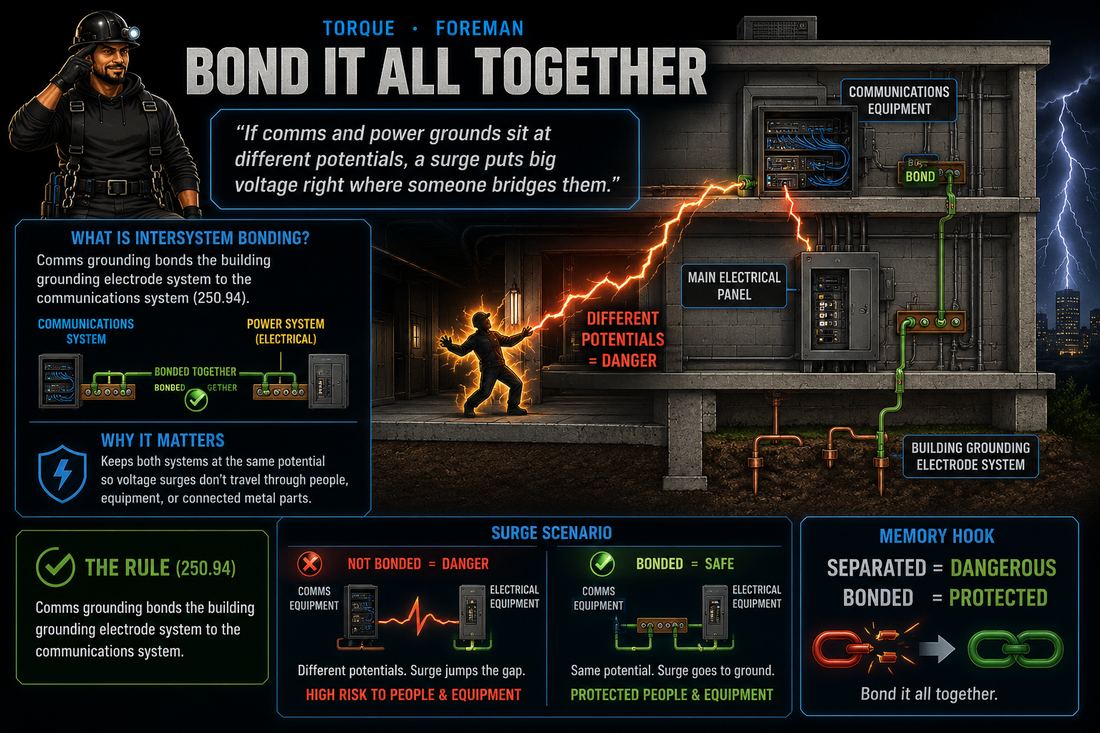 TORQUE · FOREMAN
BOND IT ALL TOGETHER
“If comms and power grounds sit at
different potentials, a surge puts big
voltage right where someone bridges them.”
COMMUNICATIONS
EQUIPMENT
BOND
MAIN ELECTRICAL
PANEL
DIFFERENT
POTENTIALS
= DANGER
BUILDING GROUNDING
ELECTRODE SYSTEM
WHAT IS INTERSYSTEM BONDING?
Comms grounding bonds the building
grounding electrode system to the
communications system (250.94).
COMMUNICATIONS
SYSTEM
POWER SYSTEM
(ELECTRICAL)
BONDED TOGETHER
BONDED GETHER
WHY IT MATTERS
Keeps both systems at the same potential
so voltage surges don’t travel through people,
equipment, or connected metal parts.
THE RULE (250.94)
Comms grounding bonds the building
grounding electrode system to the
communications system.
SURGE SCENARIO
NOT BONDED = DANGER
COMMS
EQUIPMENT
ELECTRICAL
EQUIPMENT
Different potentials. Surge jumps the gap.
HIGH RISK TO PEOPLE & EQUIPMENT
BONDED = SAFE
COMMS
EQUIPMENT
ELECTRICAL
EQUIPMENT
Same potential. Surge goes to ground.
PROTECTED PEOPLE & EQUIPMENT
MEMORY HOOK
SEPARATED = DANGEROUS
BONDED = PROTECTED
Bond it all together.